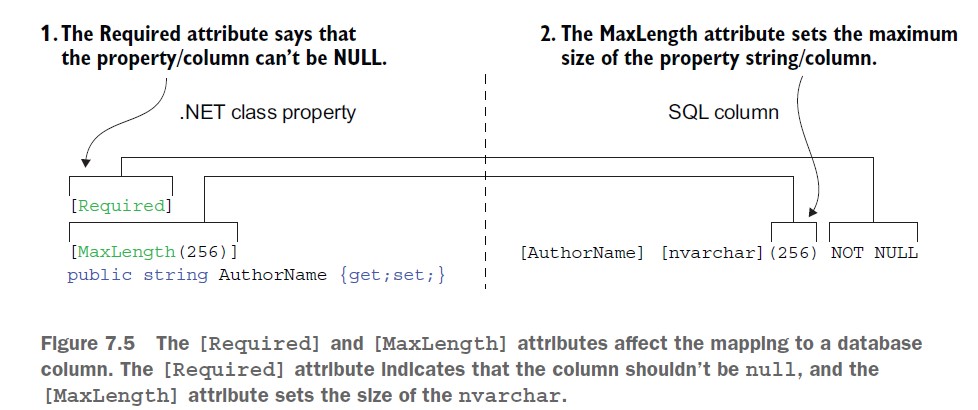 1. The Required attribute says that
the property/column can't be NULL.
2. The MaxLength attribute sets the maximum
size of the property string/column.
.NET class property
SQL column
[Required]
[MaxLength(256)]
public string AuthorName {get;set;}
[AuthorName] [nvarchar](256) NOT NULL
Figure 7.5 The [Required] and [MaxLength] attributes affect the mapping to a database
column. The [Required] attribute indicates that the column shouldn't be null, and the
[MaxLength] attribute sets the size of the nvarchar.